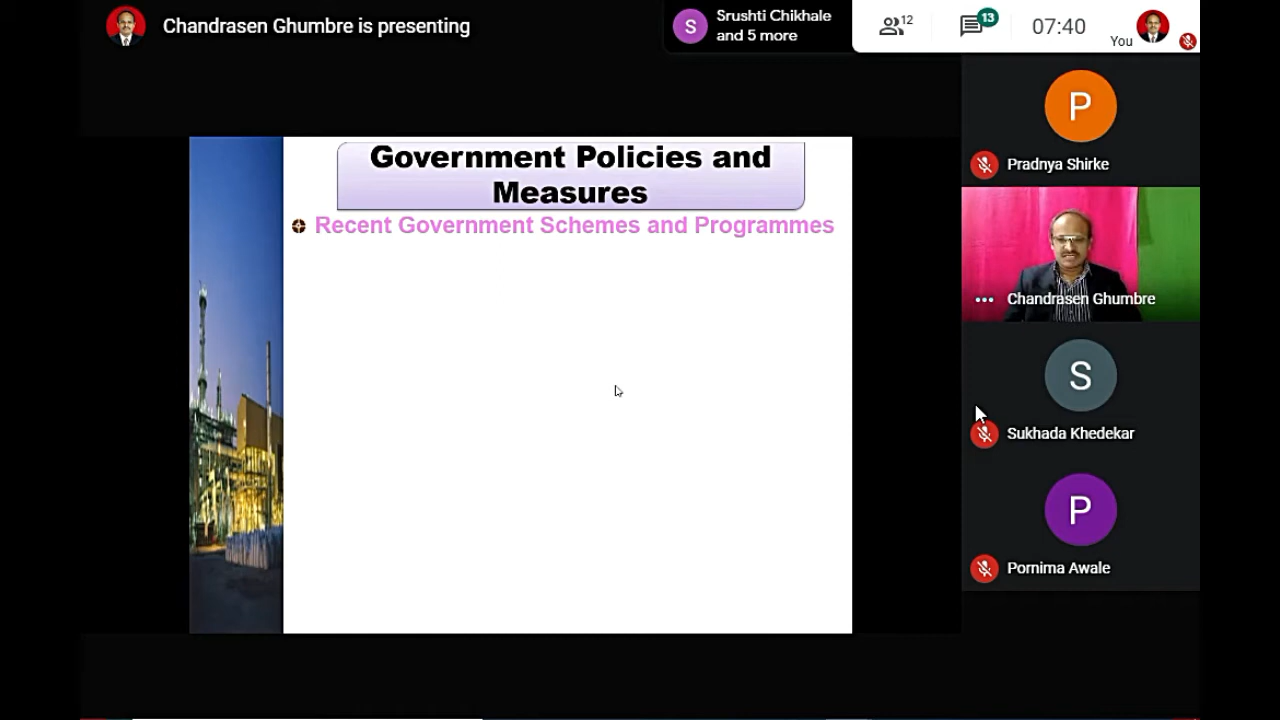 Chandrasen Ghumbre is presenting
S
Srushti Chikhale
and 5 more
12
13
07:40
You
P
Pradnya Shirke
Government Policies and
Measures
Recent Government Schemes and Programmes
Chandrasen Ghumbre
S
Sukhada Khedekar
P
Pornima Awale